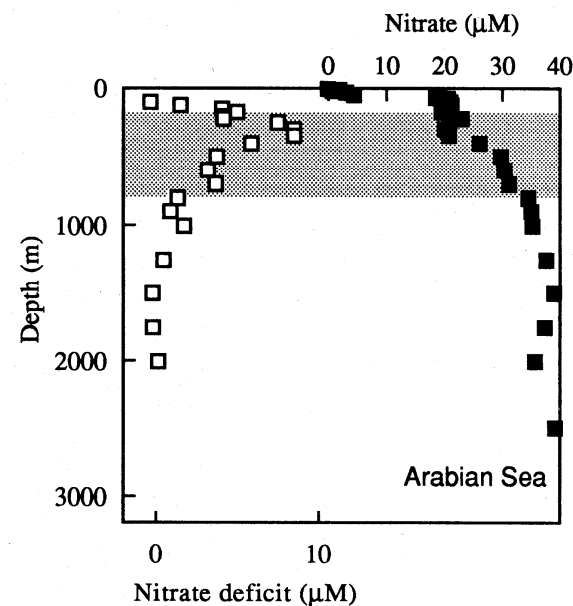 Nitrate (μM)
0 10 20 30 40
0
1000
2000
3000
Depth (m)
Arabian Sea
0 10
Nitrate deficit (μM)